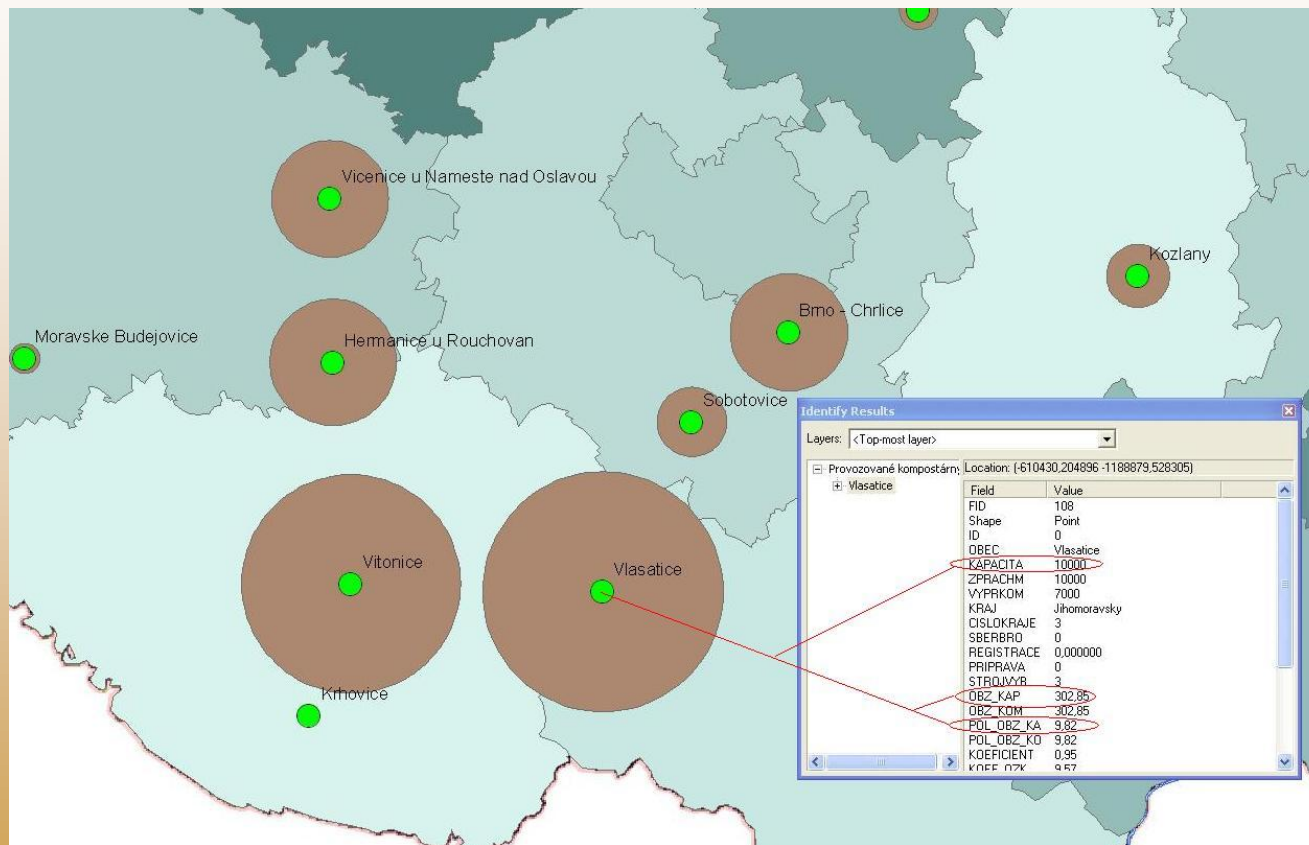 Vicenice u Nameste nad Oslavou
Kozlany
Brno - Chrlice
Moravske Budejovice
Hermanice u Rouchovan
Sobotovice
Vitonice
Vlasatice
Krhovice
Identify Results
Layers: <Top-most layer>
Provozované kompostárny
Vlasatice
Location: (-610430,204896 -1188879,528305)
Field Value
FID 108
Shape Point
ID 0
OBEC Vlasatice
KAPACITA 10000
ZPRACHM 10000
VYPRKOM 7000
KRAJ Jihomoravsky
CISLOKRAJE 3
SBERBRO 0
REGISTRACE 0,000000
PRIPRAVA 0
STROJVYB 3
OBZ_KAP 302,85
OBZ_KOM 302,85
POL_OBZ_KA 9,82
POL_OBZ_KO 9,82
KOEFICIENT 0,95
KOEF_OZK 9,57